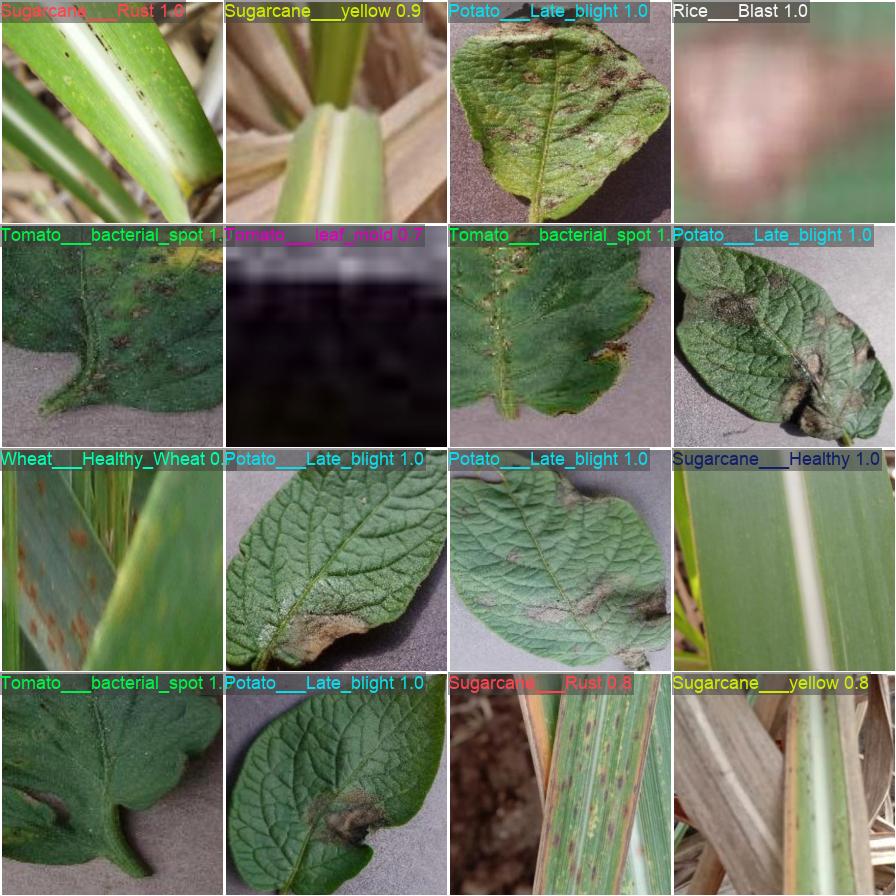 Sugarcane___Rust 1.0
Sugarcane___yellow 0.9
Potato___Late_blight 1.0
Rice___Blast 1.0
Tomato___bacterial_spot 1.
Tomato___leaf_mold 0.7
Tomato___bacterial_spot 1.
Potato___Late_blight 1.0
Wheat___Healthy_Wheat 0.
Potato___Late_blight 1.0
Potato___Late_blight 1.0
Sugarcane___Healthy 1.0
Tomato___bacterial_spot 1.
Potato___Late_blight 1.0
Sugarcane___Rust 0.8
Sugarcane___yellow 0.8